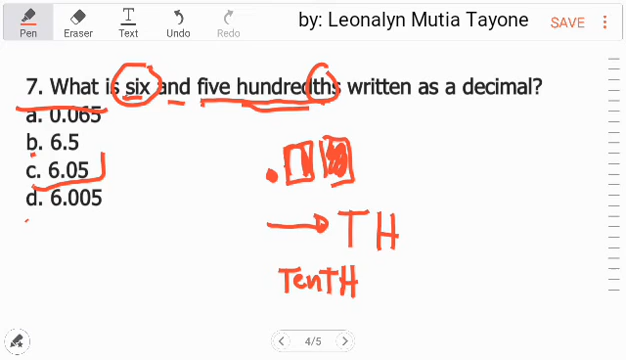 by: Leonalyn Mutia Tayone
SAVE
Pen
Eraser
Text
Undo
Redo
7. What is six and five hundredths written as a decimal?
a. 0.065
b. 6.5
c. 6.05
d. 6.005
T H
TenTH
4/5